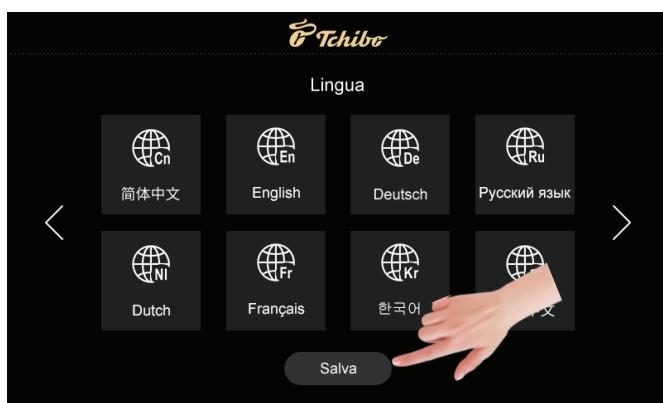 Tchibo
Lingua
Cn En De Ru
简体中文 English Deutsch Русский язык
Nl Fr Kr
Dutch Français 한국어 文
Salva